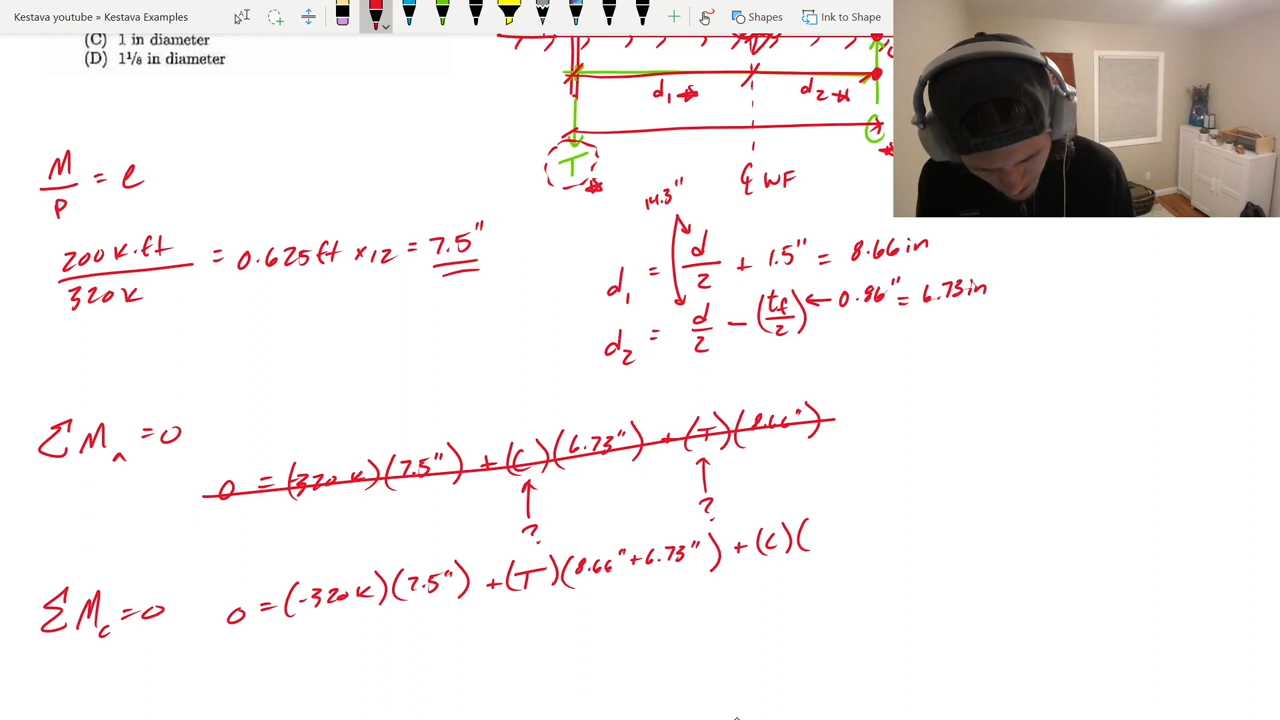 Kestava youtube » Kestava Examples
Shapes
Ink to Shape
(C) 1 in diameter
(D) 1 1/8 in diameter
d1
d2
T
C
℄ WF
M/P = e
200 k·ft / 320 k = 0.625 ft × 12 = 7.5"
14.3"
d1 = d/2 + 1.5" = 8.66 in
d2 = d/2 - (tf/2) ← 0.86" = 6.73 in
ΣMA = 0
0 = (320 k)(7.5") + (C)(6.73") + (T)(8.66")
? ?
ΣMc = 0 0 = (-320 k)(7.5") + (T)(8.66" + 6.73") + (C)(